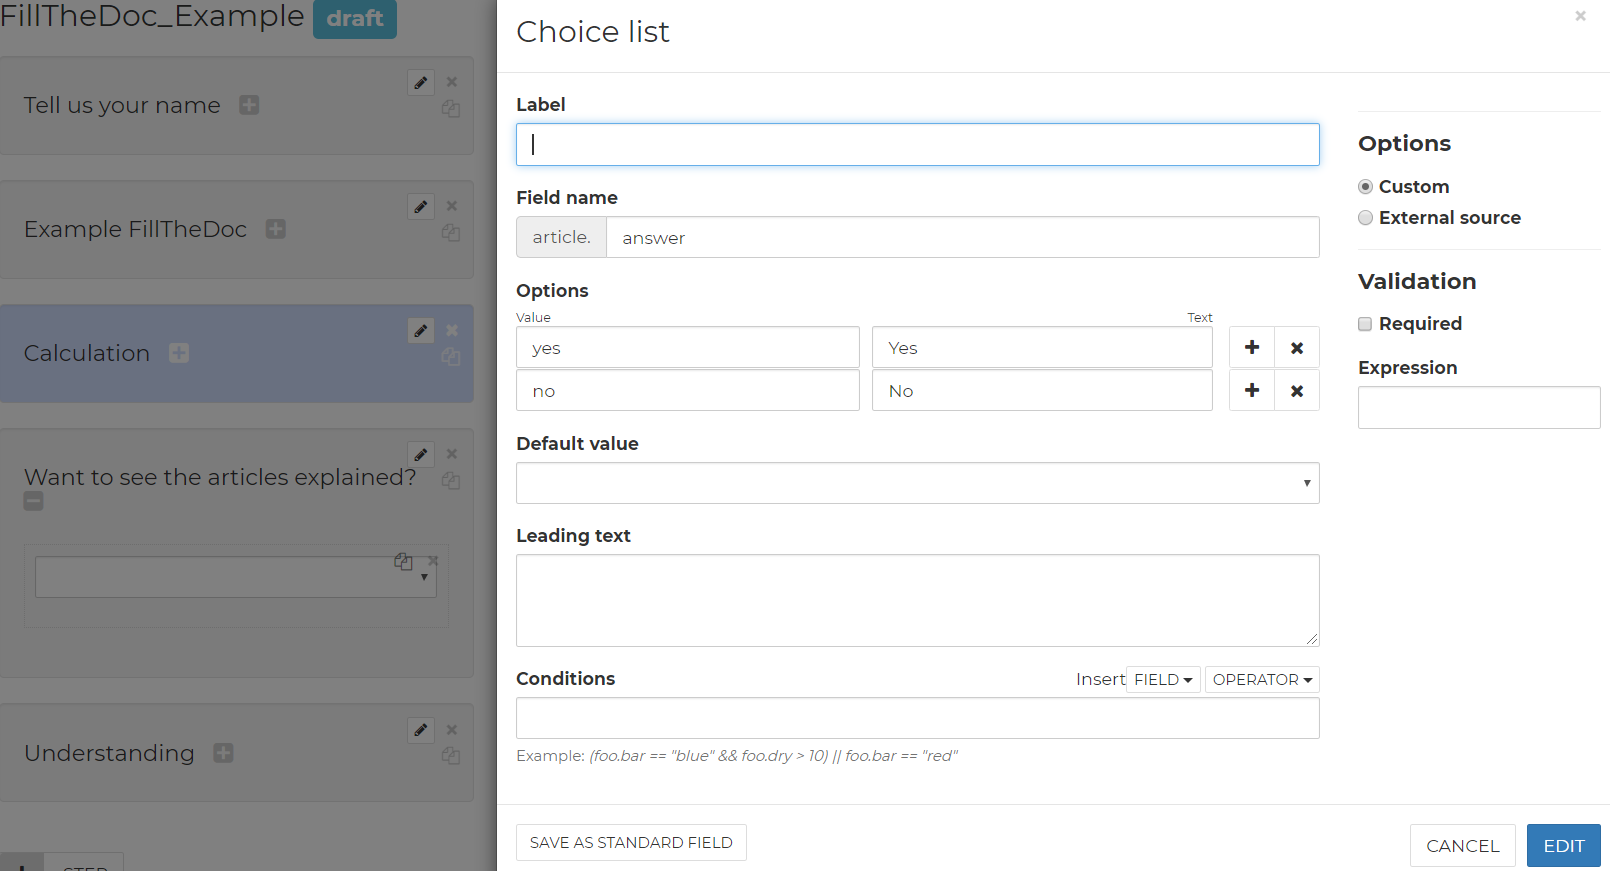 FillTheDoc_Example draft
Tell us your name
Example FillTheDoc
Calculation
Want to see the articles explained?
Understanding
STEP
Choice list
Label
Field name
article. answer
Options
Value Text
yes Yes
no No
Default value
Leading text
Conditions Insert FIELD OPERATOR
Example: (foo.bar == "blue" && foo.dry > 10) || foo.bar == "red"
SAVE AS STANDARD FIELD CANCEL EDIT
Options
Custom
External source
Validation
Required
Expression